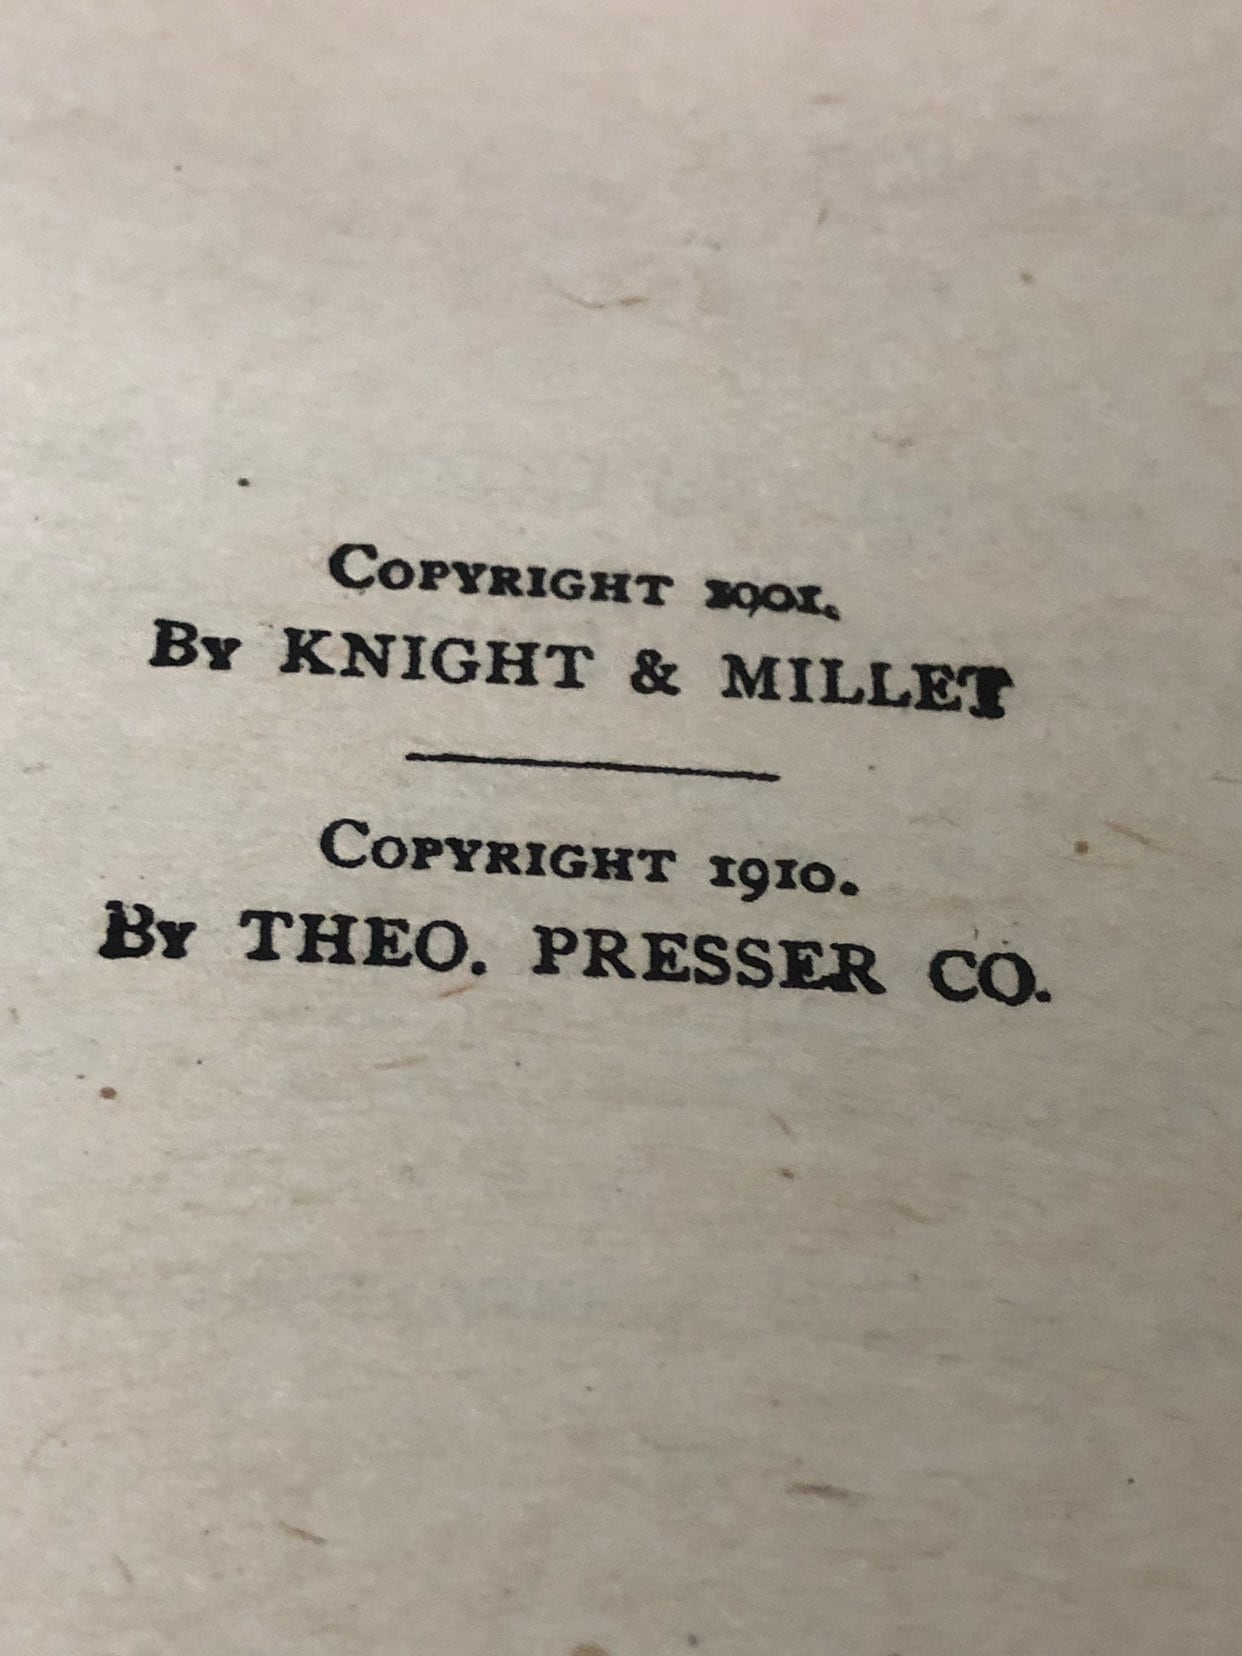 Copyright 1901.
By KNIGHT & MILLET
Copyright 1910.
By THEO. PRESSER CO.